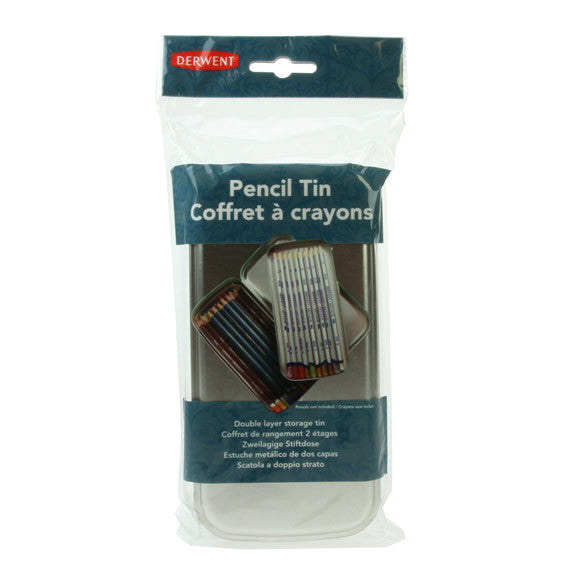 DERWENT
Pencil Tin
Coffret à crayons
Pencils not included / Crayons non inclus
Double layer storage tin
Coffret de rangement 2 étages
Zweilagige Stiftdose
Estuche metálico de dos capas
Scatola a doppio strato